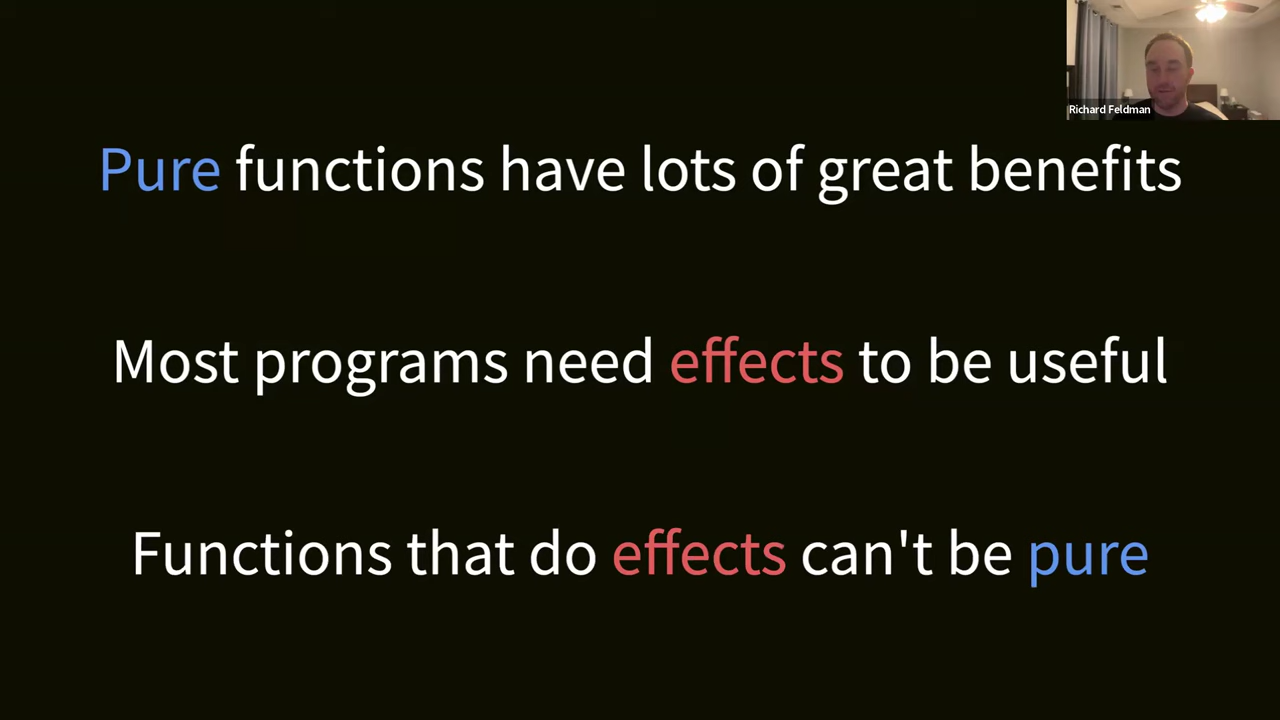 Richard Feldman
Pure functions have lots of great benefits
Most programs need effects to be useful
Functions that do effects can't be pure